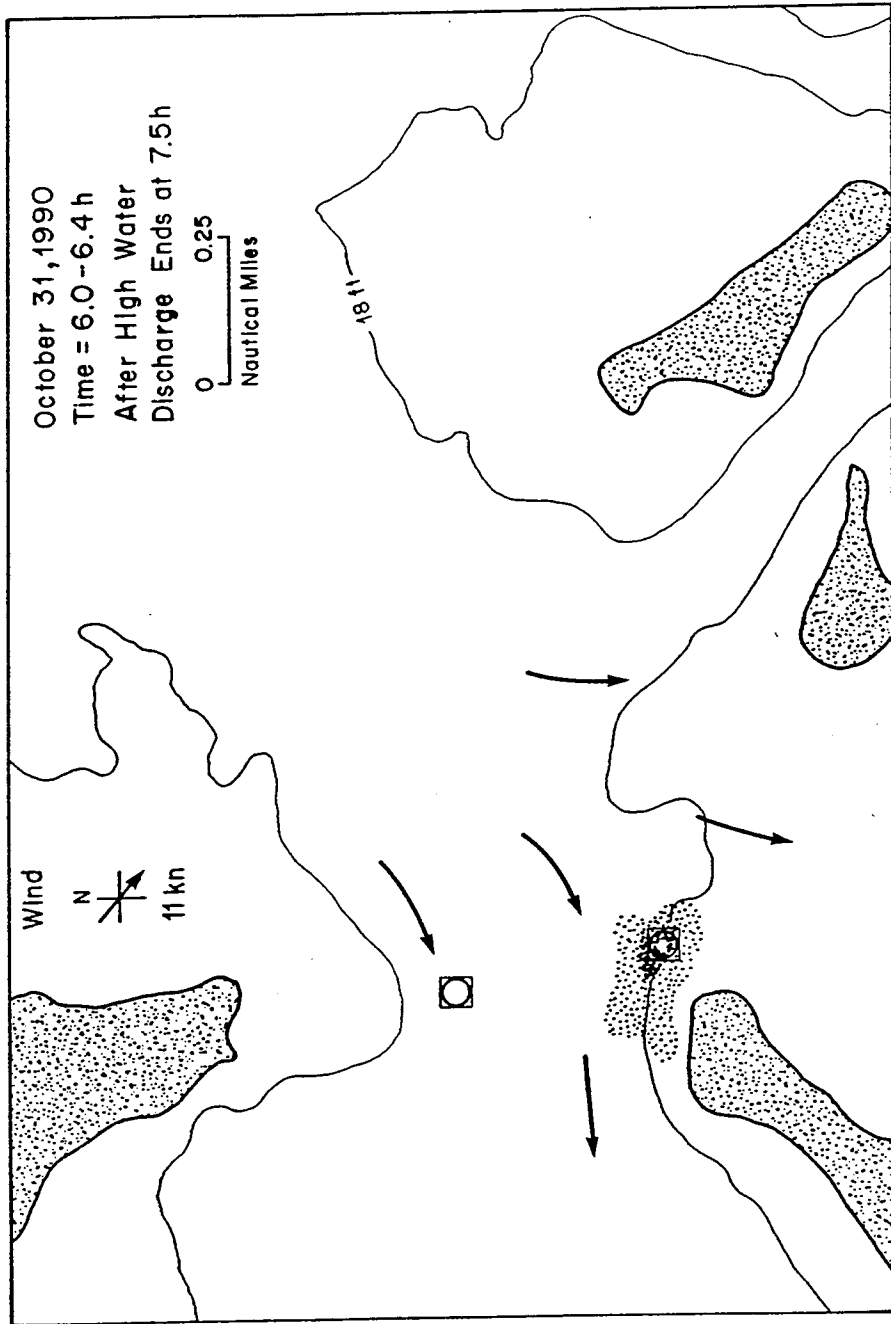 October 31, 1990
Time = 6.0-6.4 h
After High Water
Discharge Ends at 7.5 h
0 0.25
Nautical Miles
Wind
N
11 kn
18 ft